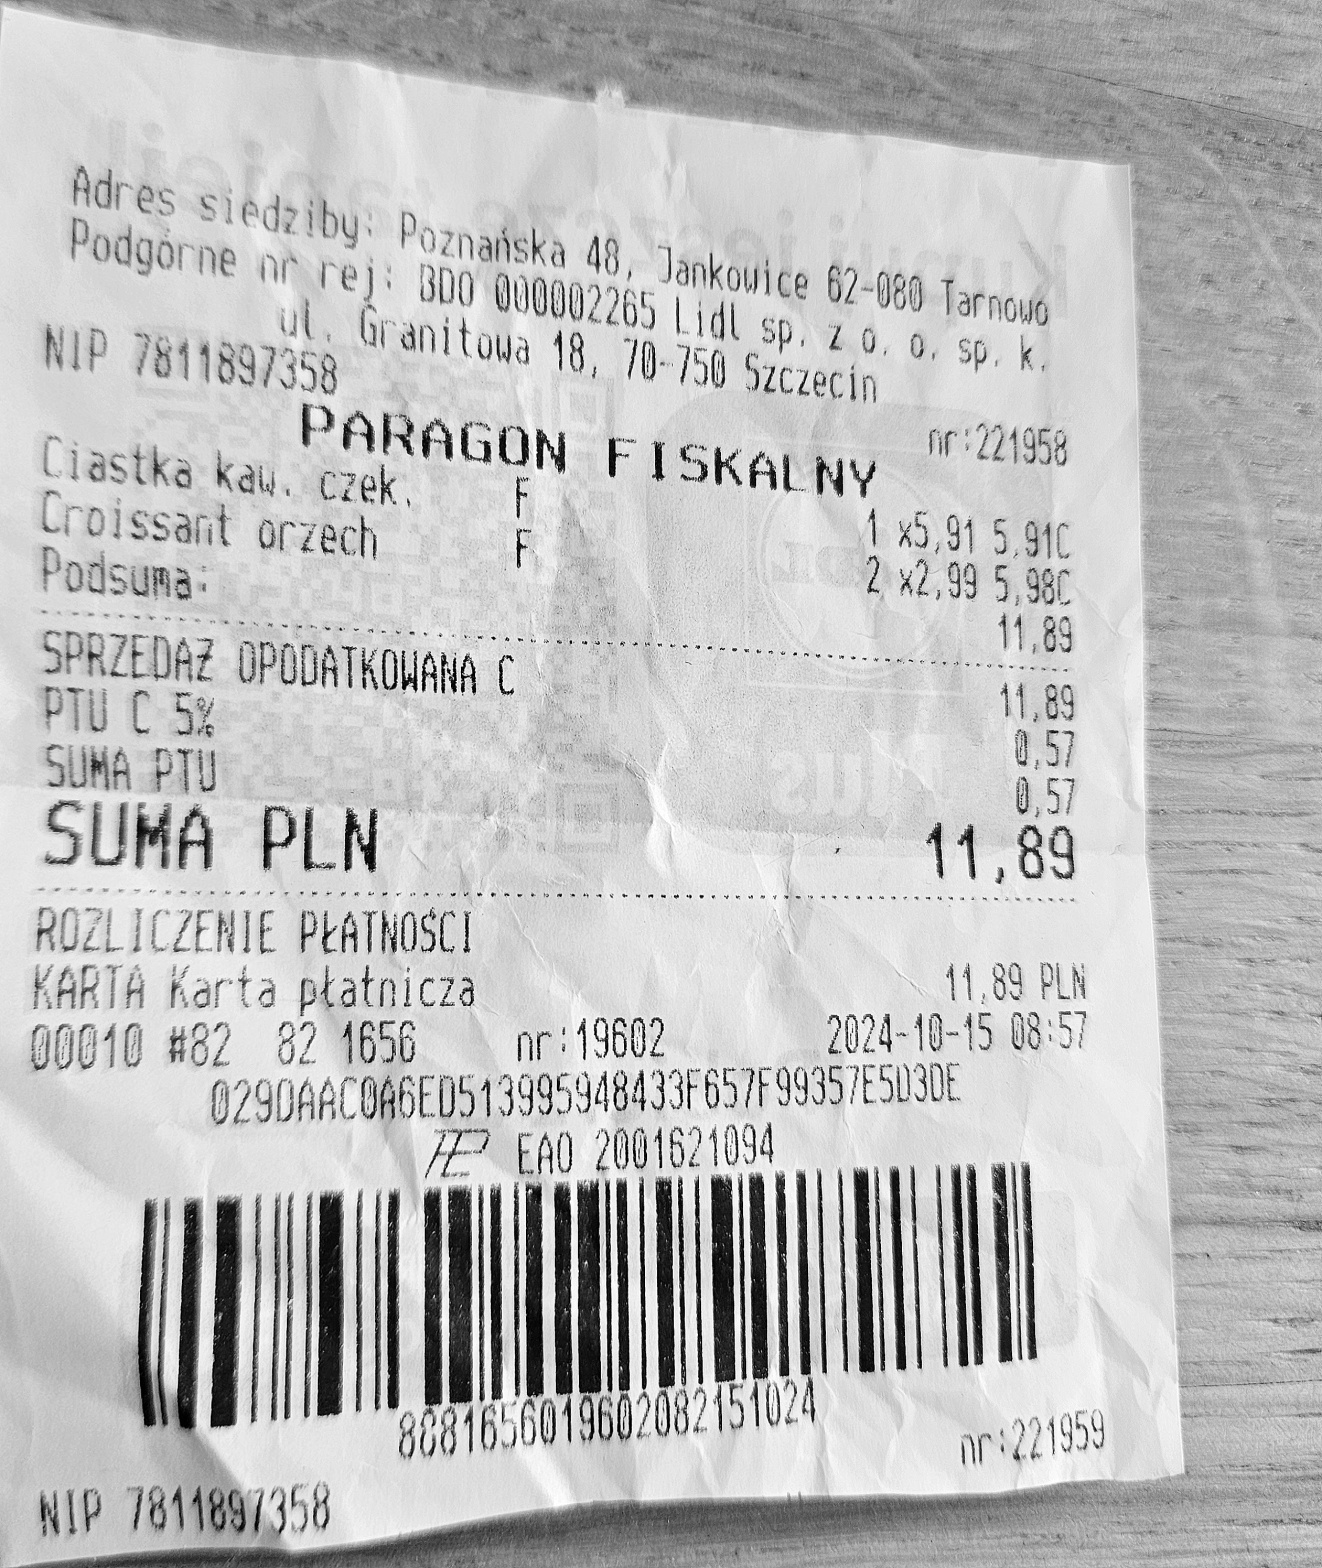 Adres siedziby: Poznańska 48, Jankowice 62-080 Tarnowo
Podgórne nr rej: BDO 000002265 Lidl sp. z o. o. sp. k.
ul. Granitowa 18, 70-750 Szczecin
NIP 7811897358
nr:221958
PARAGON FISKALNY
Ciastka kaw. czek. F 1 x5,91 5,91C
Croissant orzech F 2 x2,99 5,98C
Podsuma: 11,89
SPRZEDAŻ OPODATKOWANA C 11,89
PTU C 5% 0,57
SUMA PTU 0,57
SUMA PLN 11,89
ROZLICZENIE PŁATNOŚCI
KARTA Karta płatnicza 11,89 PLN
00010 #82 82 1656 nr:19602 2024-10-15 08:57
029DAAC0A6ED513995948433F657F99357E5D3DE
EAO 2001621094
888165601960208215​1024
nr:221959
NIP 7811897358